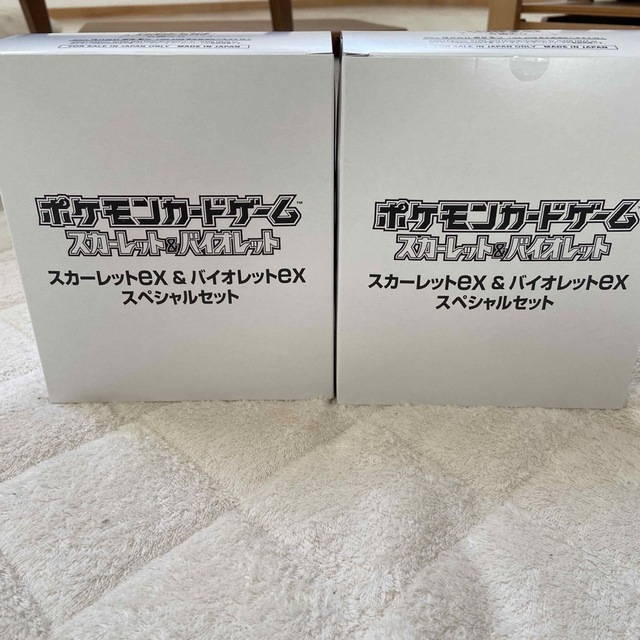 FOR SALE IN JAPAN ONLY MADE IN JAPAN
ポケモンカードゲーム™
スカーレット&バイオレット
スカーレットex & バイオレットex
スペシャルセット
FOR SALE IN JAPAN ONLY MADE IN JAPAN
ポケモンカードゲーム
スカーレット&バイオレット
スカーレットex & バイオレットex
スペシャルセット